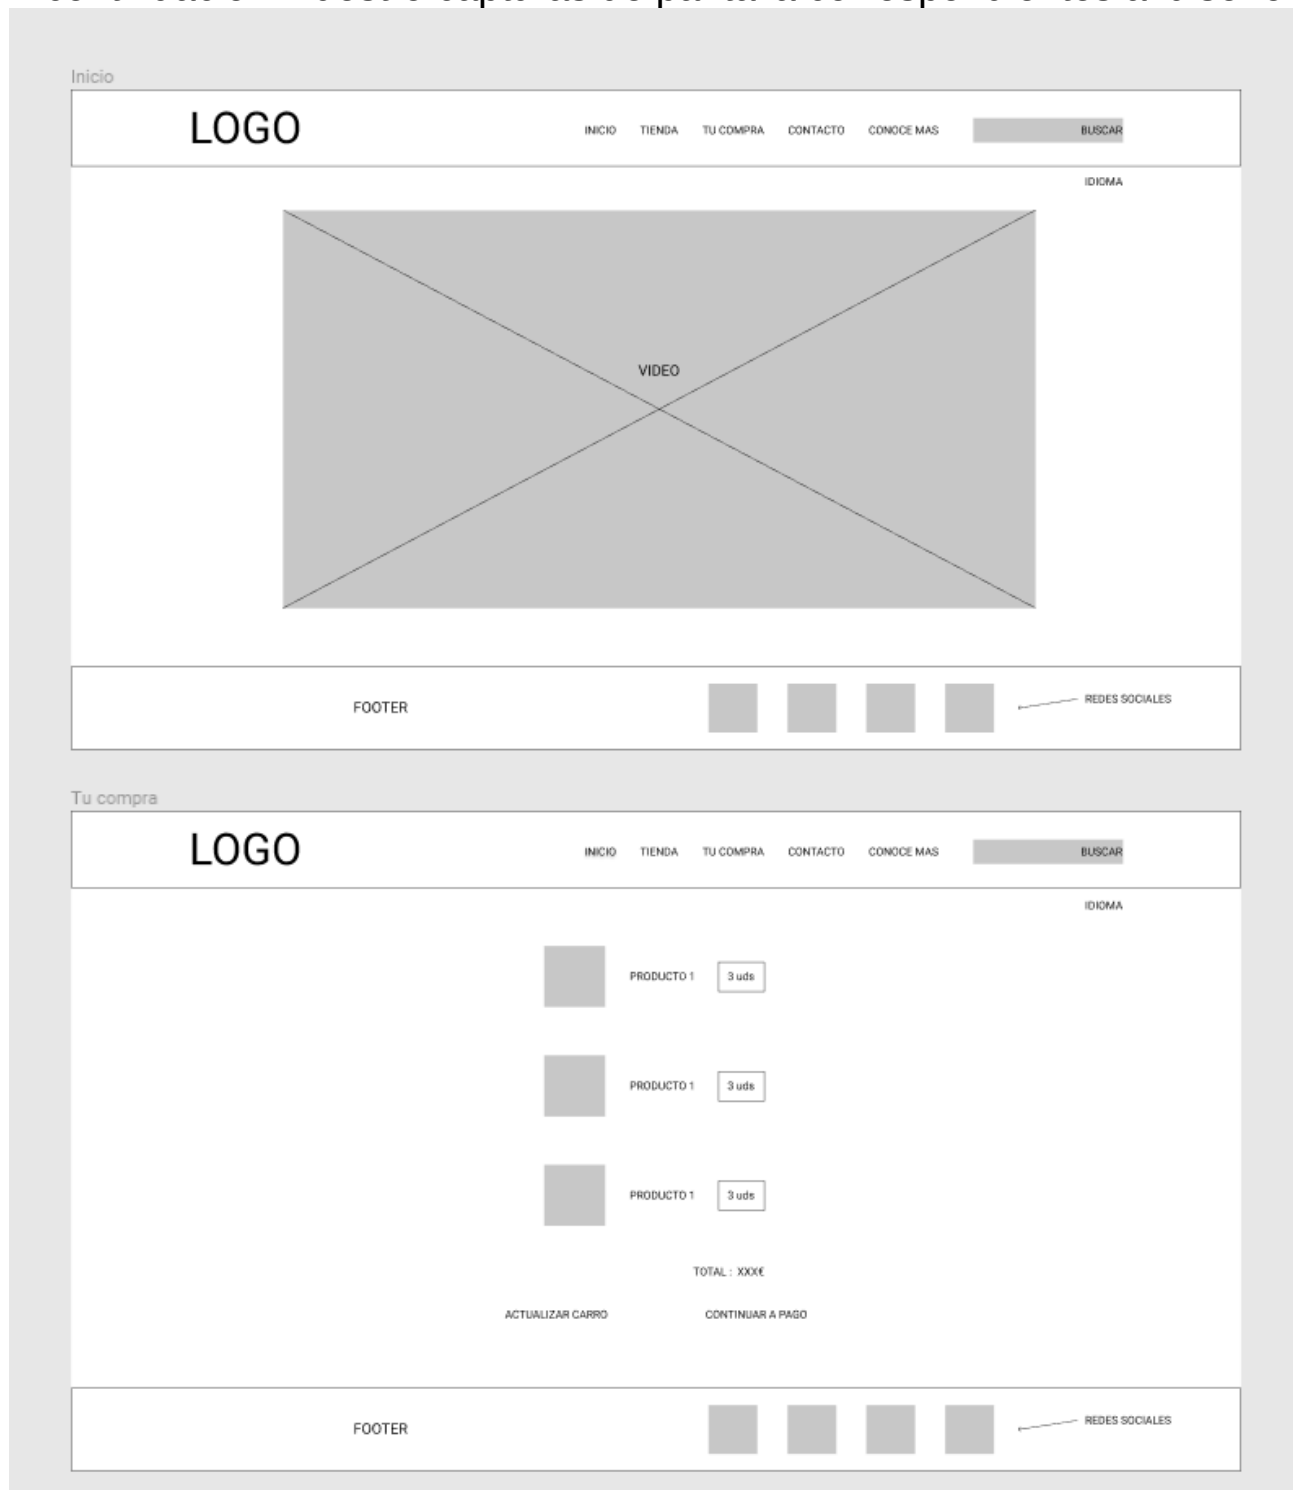 Inicio
LOGO INICIO TIENDA TU COMPRA CONTACTO CONOCE MAS BUSCAR
IDIOMA
VIDEO
FOOTER REDES SOCIALES
Tu compra
LOGO INICIO TIENDA TU COMPRA CONTACTO CONOCE MAS BUSCAR
IDIOMA
PRODUCTO 1 3 uds
PRODUCTO 1 3 uds
PRODUCTO 1 3 uds
TOTAL : XXX€
ACTUALIZAR CARRO CONTINUAR A PAGO
FOOTER REDES SOCIALES